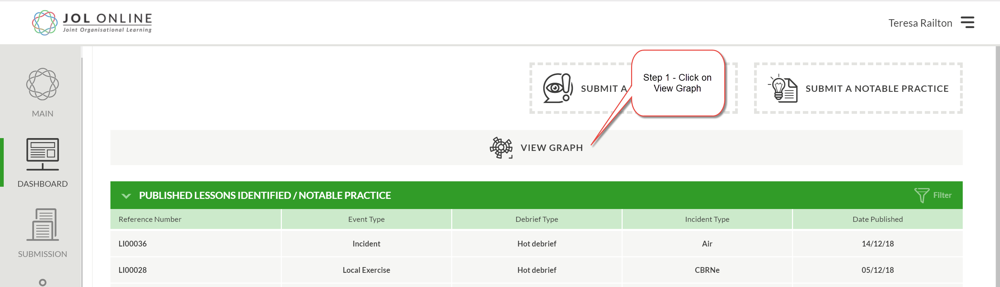 JOL ONLINE
Joint Organisational Learning
Teresa Railton
MAIN
DASHBOARD
SUBMISSION
SUBMIT A
Step 1 - Click on
View Graph
SUBMIT A NOTABLE PRACTICE
VIEW GRAPH
PUBLISHED LESSONS IDENTIFIED / NOTABLE PRACTICE
Filter
Reference Number Event Type Debrief Type Incident Type Date Published
LI00036 Incident Hot debrief Air 14/12/18
LI00028 Local Exercise Hot debrief CBRNe 05/12/18